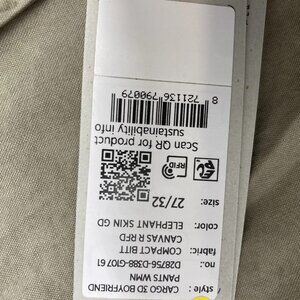 style: CARGO 3D BOYFRIEND
PANTS WMN
no.: D28756-D388-G107 61
fabric: COMPACT BITT
CANVAS R RFD
color: ELEPHANT SKIN GD
size: 27/32
RFID
Scan QR for product
sustainability info
8 721136 790079